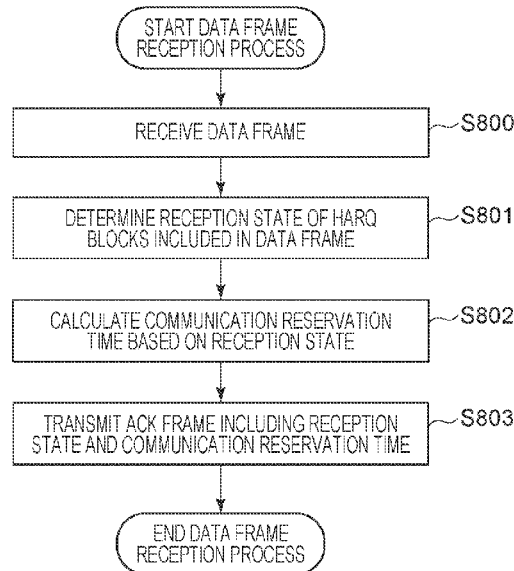 START DATA FRAME
RECEPTION PROCESS
RECEIVE DATA FRAME
S800
DETERMINE RECEPTION STATE OF HARQ
BLOCKS INCLUDED IN DATA FRAME
S801
CALCULATE COMMUNICATION RESERVATION
TIME BASED ON RECEPTION STATE
S802
TRANSMIT ACK FRAME INCLUDING RECEPTION
STATE AND COMMUNICATION RESERVATION TIME
S803
END DATA FRAME
RECEPTION PROCESS